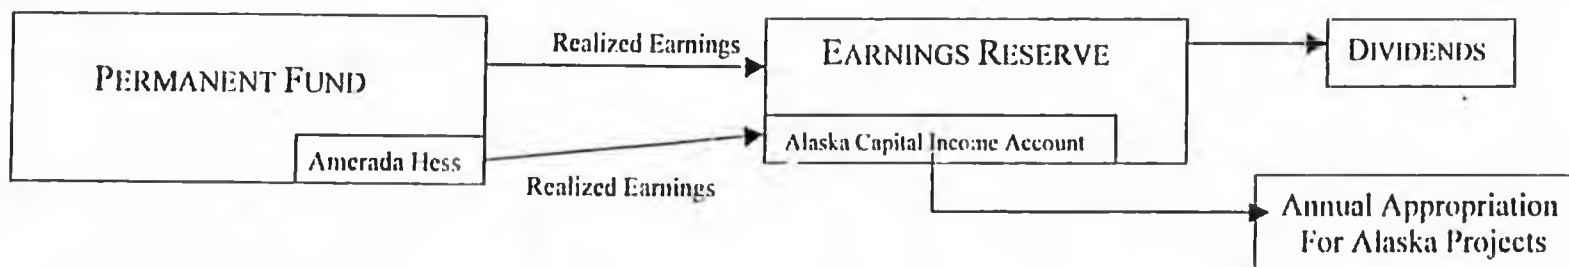 PERMANENT FUND
Amerada Hess
Realized Earnings
Realized Earnings
EARNINGS RESERVE
Alaska Capital Income Account
DIVIDENDS
Annual Appropriation
For Alaska Projects